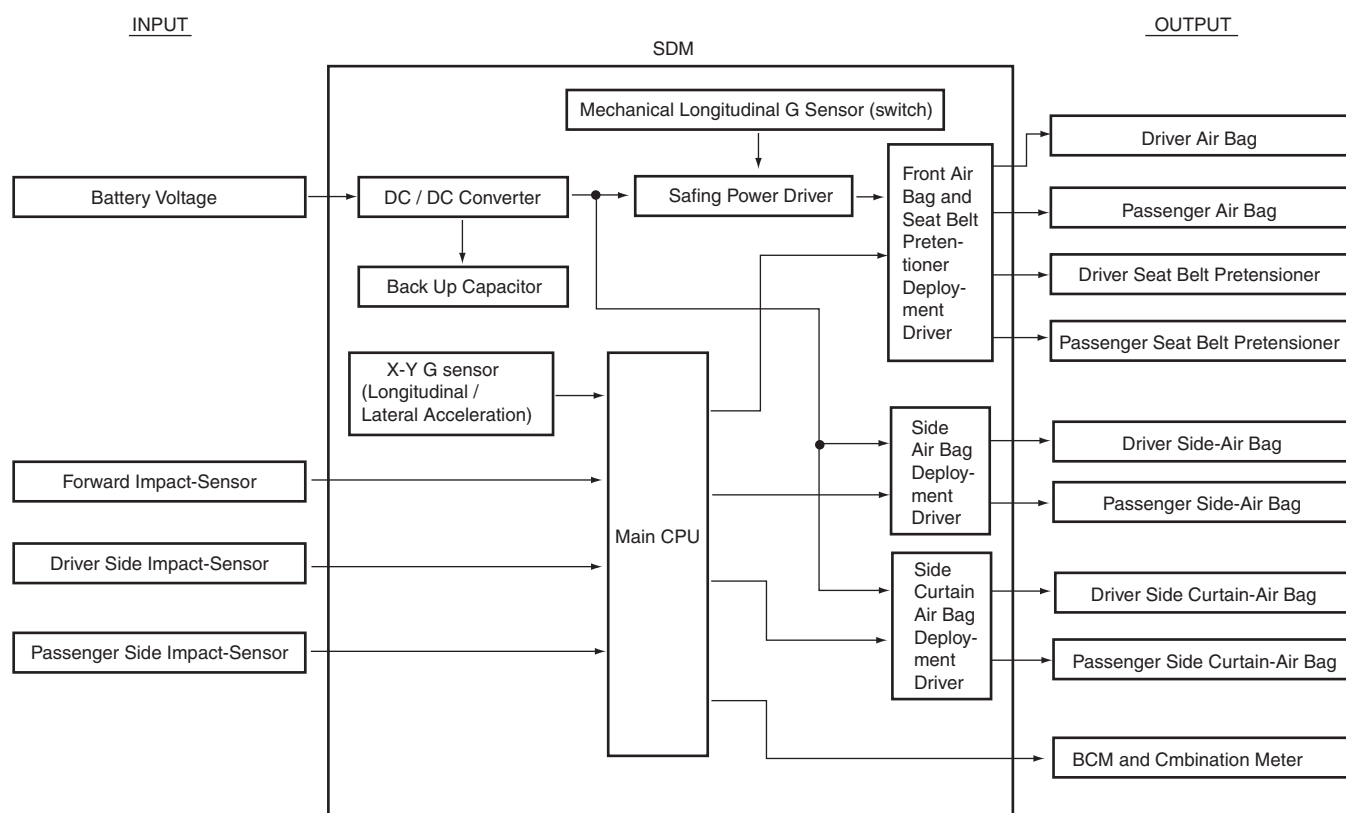 INPUT
OUTPUT
SDM
Mechanical Longitudinal G Sensor (switch)
Battery Voltage
DC / DC Converter
Safing Power Driver
Back Up Capacitor
Front Air
Bag and
Seat Belt
Preten-
tioner
Deploy-
ment
Driver
Driver Air Bag
Passenger Air Bag
Driver Seat Belt Pretensioner
Passenger Seat Belt Pretensioner
X-Y G sensor
(Longitudinal /
Lateral Acceleration)
Forward Impact-Sensor
Driver Side Impact-Sensor
Passenger Side Impact-Sensor
Main CPU
Side
Air Bag
Deploy-
ment
Driver
Driver Side-Air Bag
Passenger Side-Air Bag
Side
Curtain
Air Bag
Deploy-
ment
Driver
Driver Side Curtain-Air Bag
Passenger Side Curtain-Air Bag
BCM and Cmbination Meter